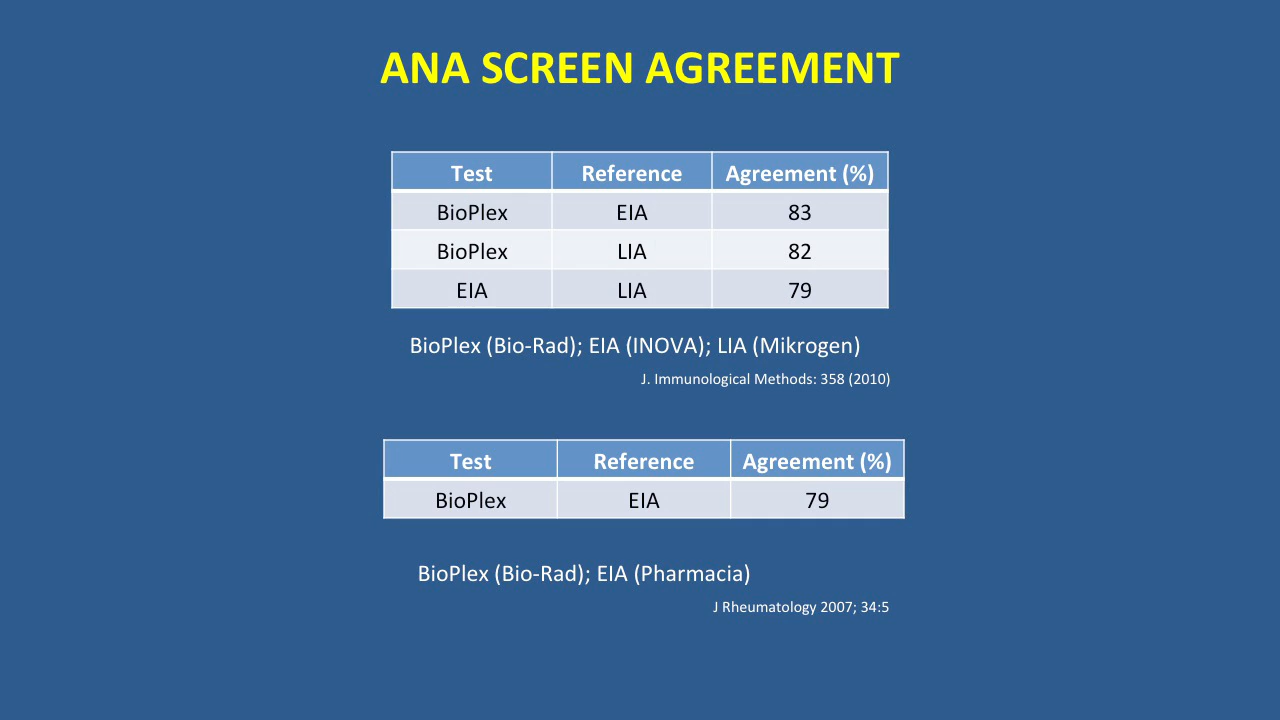 ANA SCREEN AGREEMENT
Test Reference Agreement (%)
BioPlex EIA 83
BioPlex LIA 82
EIA LIA 79
BioPlex (Bio-Rad); EIA (INOVA); LIA (Mikrogen)
J. Immunological Methods: 358 (2010)
Test Reference Agreement (%)
BioPlex EIA 79
BioPlex (Bio-Rad); EIA (Pharmacia)
J Rheumatology 2007; 34:5